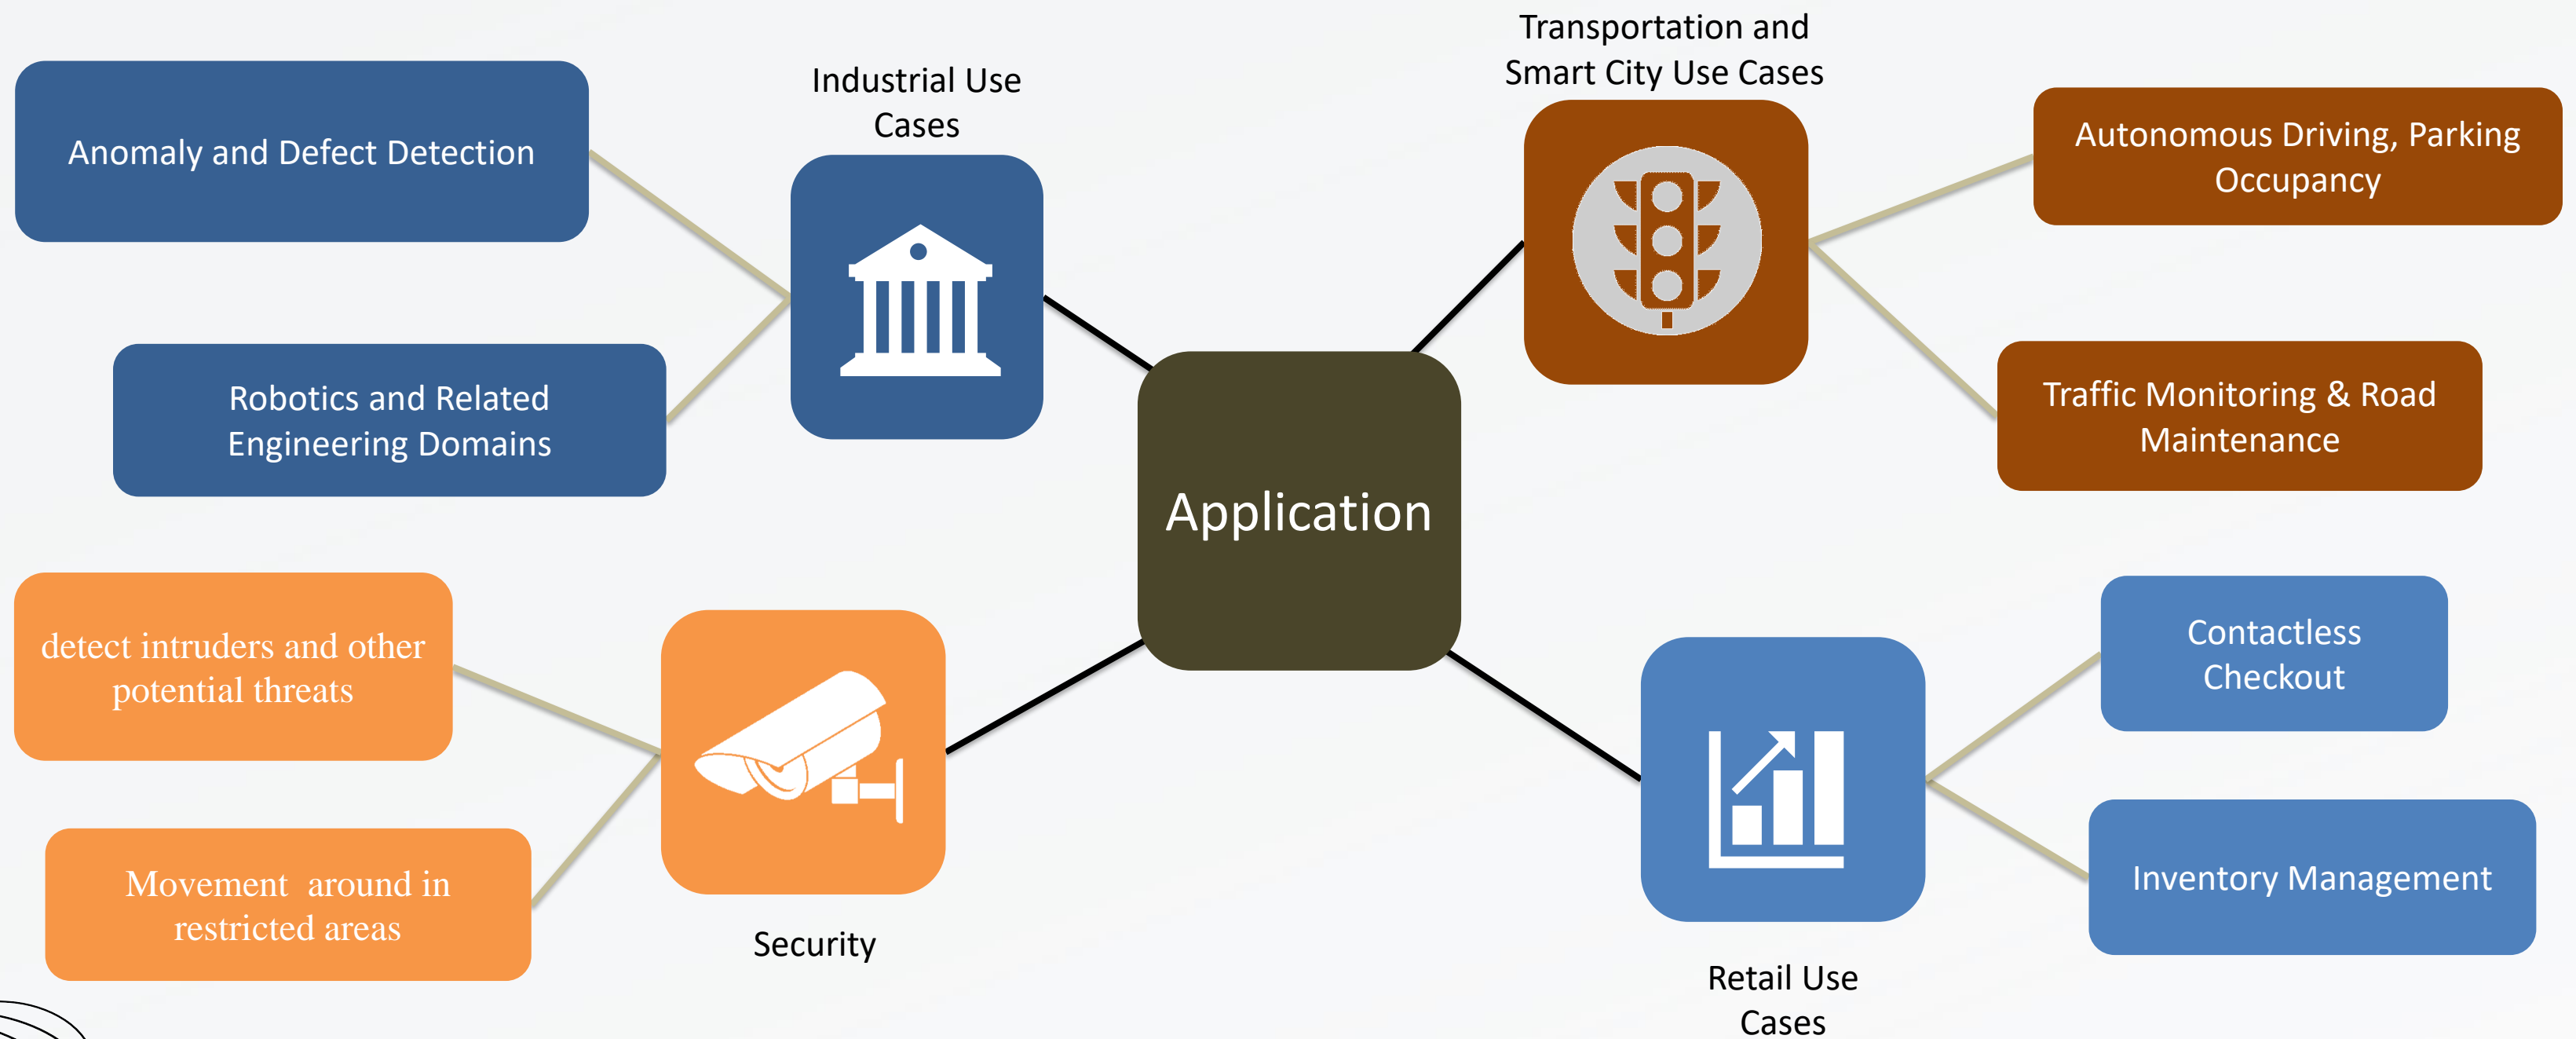 Transportation and
Smart City Use Cases
Industrial Use
Cases
Anomaly and Defect Detection
Autonomous Driving, Parking
Occupancy
Robotics and Related
Engineering Domains
Traffic Monitoring & Road
Maintenance
Application
detect intruders and other
potential threats
Contactless
Checkout
Movement  around in
restricted areas
Inventory Management
Security
Retail Use
Cases